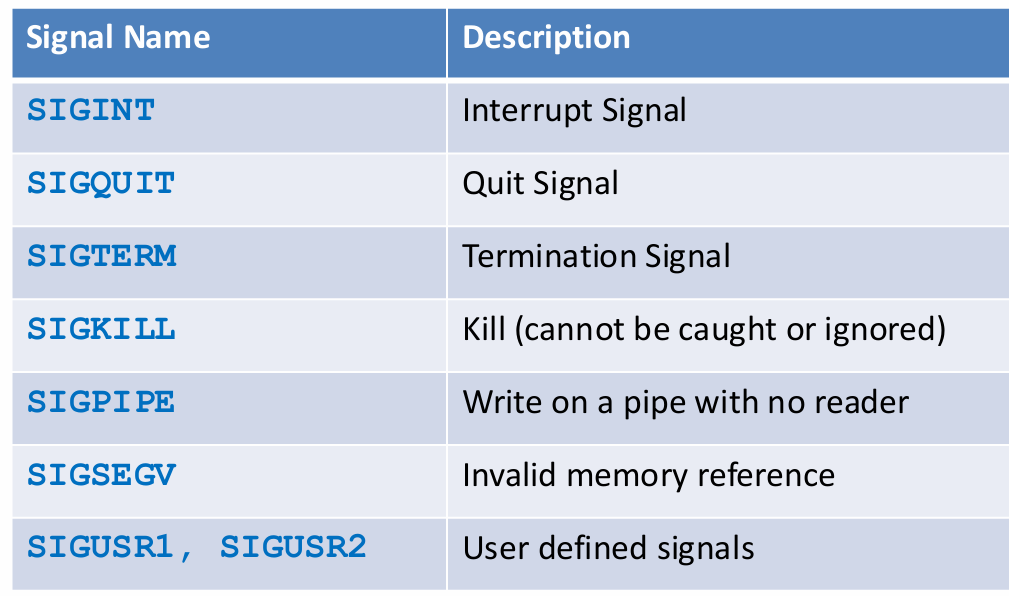 Signal Name Description
SIGINT Interrupt Signal
SIGQUIT Quit Signal
SIGTERM Termination Signal
SIGKILL Kill (cannot be caught or ignored)
SIGPIPE Write on a pipe with no reader
SIGSEGV Invalid memory reference
SIGUSR1, SIGUSR2 User defined signals